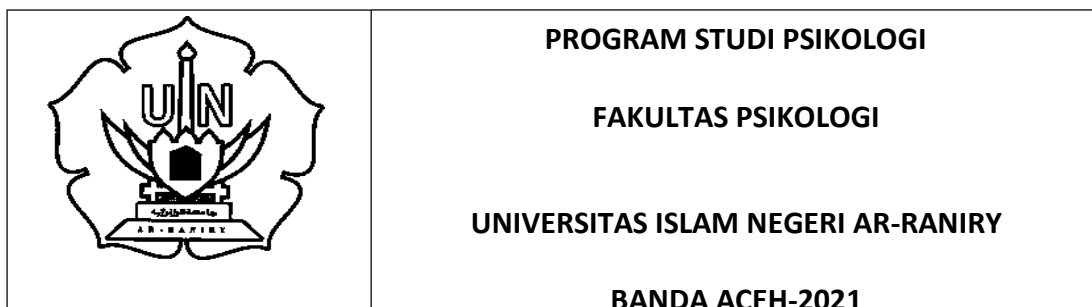 UIN
AR-RANIRY
PROGRAM STUDI PSIKOLOGI
FAKULTAS PSIKOLOGI
UNIVERSITAS ISLAM NEGERI AR-RANIRY
BANDA ACEH-2021